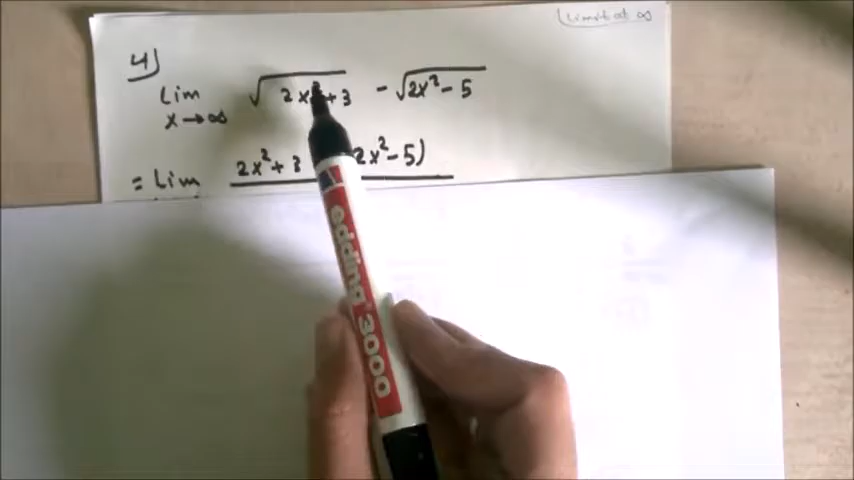 Limit at ∞
4)
lim √(2x²+3) - √(2x²-5)
x→∞
= lim 2x²+3 2x²-5)
edding 3000